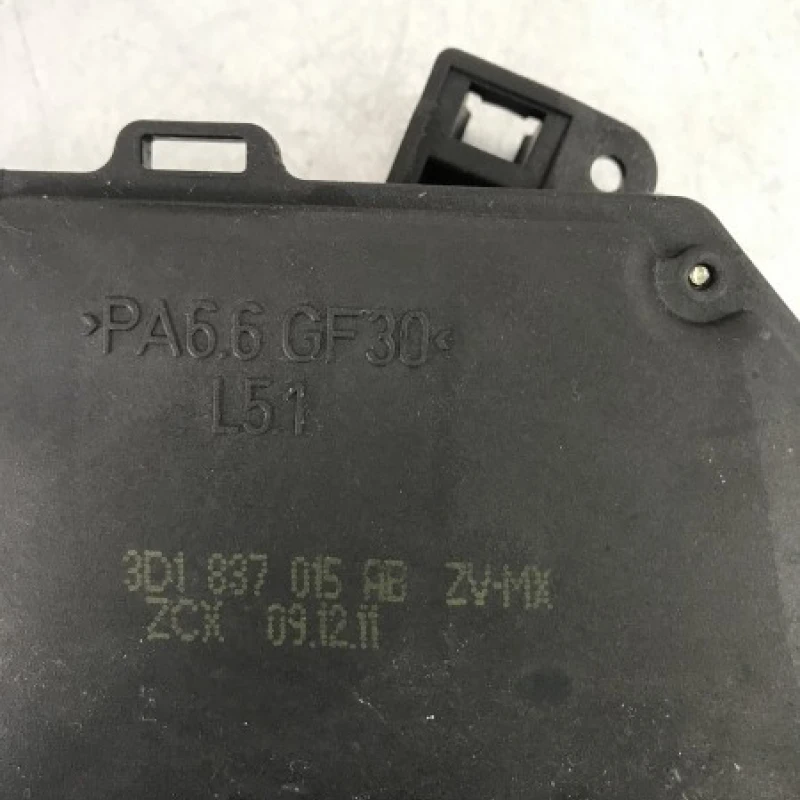 >PA6.6 GF30<
L51
3D1 837 015 AB ZV-MX
ZCX 09.12.11